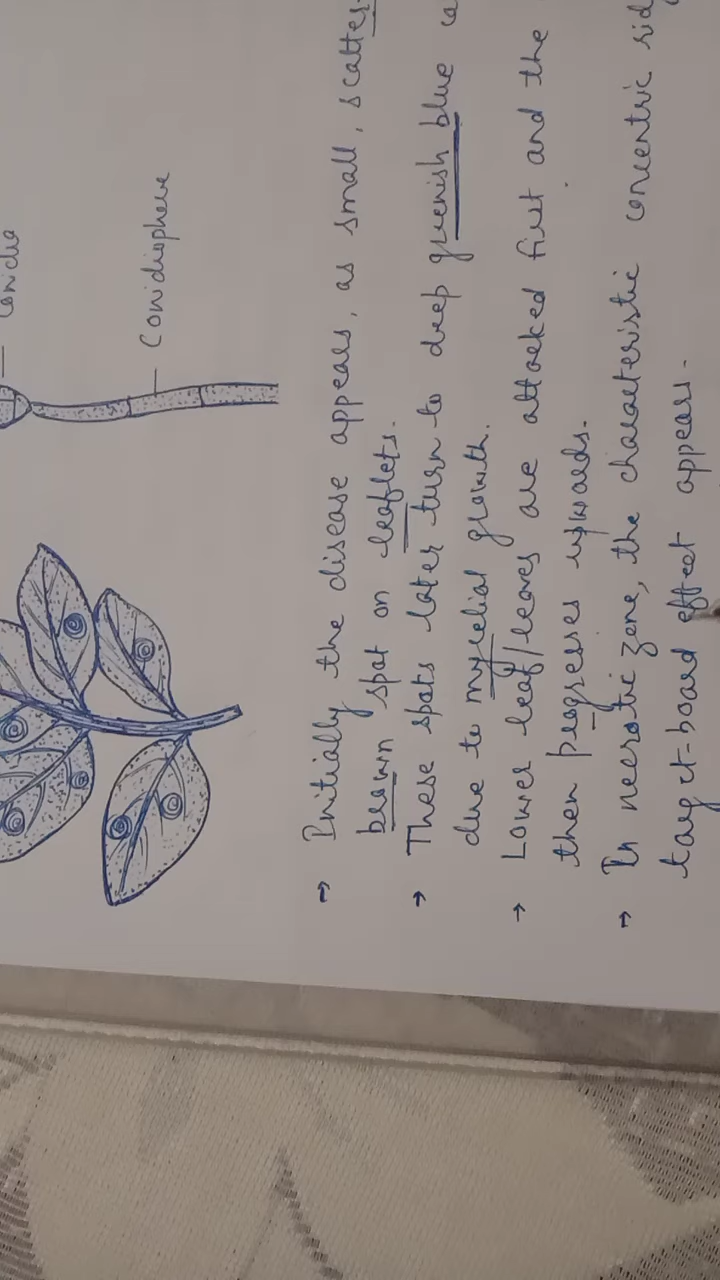 Conidia
Conidiophore
→ Initially the disease appears, as small,
brown spot on leaflets.
→ These spots later turn to deep greenish blue
due to mycelial growth.
→ Lower leaf/leaves are attacked first and the
then progresses upwards.
→ In necrotic zone, the characteristic concentric
target-board effect appears.